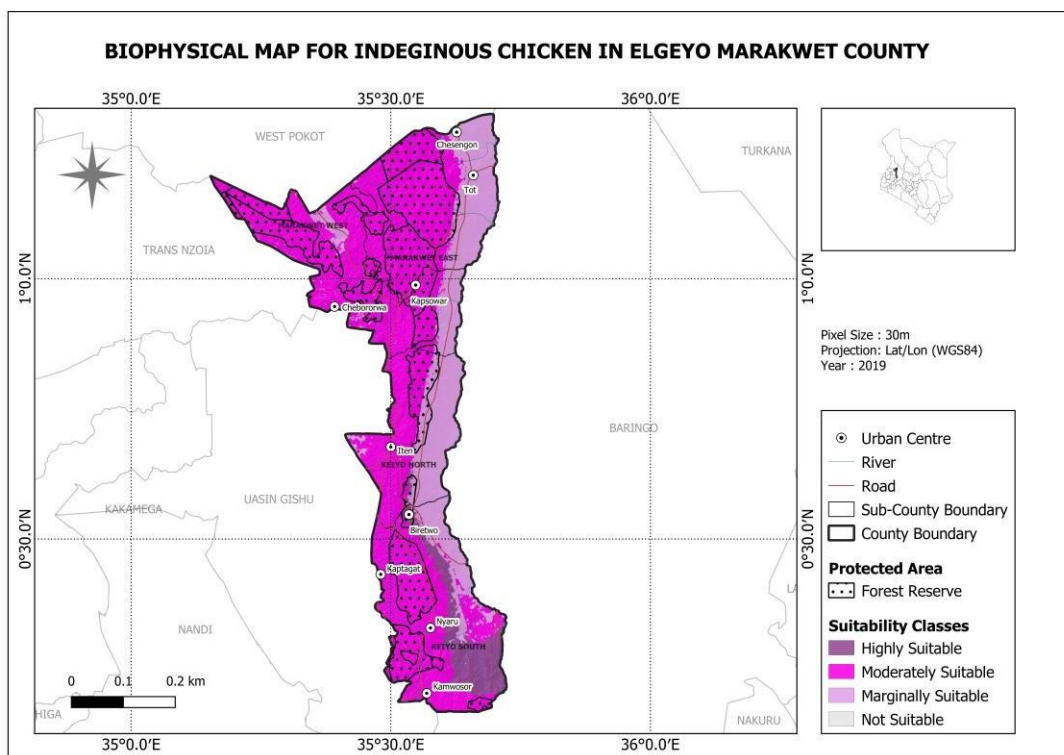 BIOPHYSICAL MAP FOR INDEGINOUS CHICKEN IN ELGEYO MARAKWET COUNTY
35°0.0'E 35°30.0'E 36°0.0'E
WEST POKOT
TURKANA
Chesengon
Tot
MARAKWET WEST
TRANS NZOIA
MARAKWET EAST
1°0.0'N
1°0.0'N
Kapsowar
Chebororwa
BARINGO
Iten
KEIYO NORTH
UASIN GISHU
KAKAMEGA
Biretwo
0°30.0'N
0°30.0'N
Kaptagat
Nyaru
NANDI
KEIYO SOUTH
Kamwosor
0 0.1 0.2 km
HIGA
NAKURU
LA
35°0.0'E 35°30.0'E 36°0.0'E
1
Pixel Size : 30m
Projection: Lat/Lon (WGS84)
Year : 2019
Urban Centre
River
Road
Sub-County Boundary
County Boundary
Protected Area
Forest Reserve
Suitability Classes
Highly Suitable
Moderately Suitable
Marginally Suitable
Not Suitable